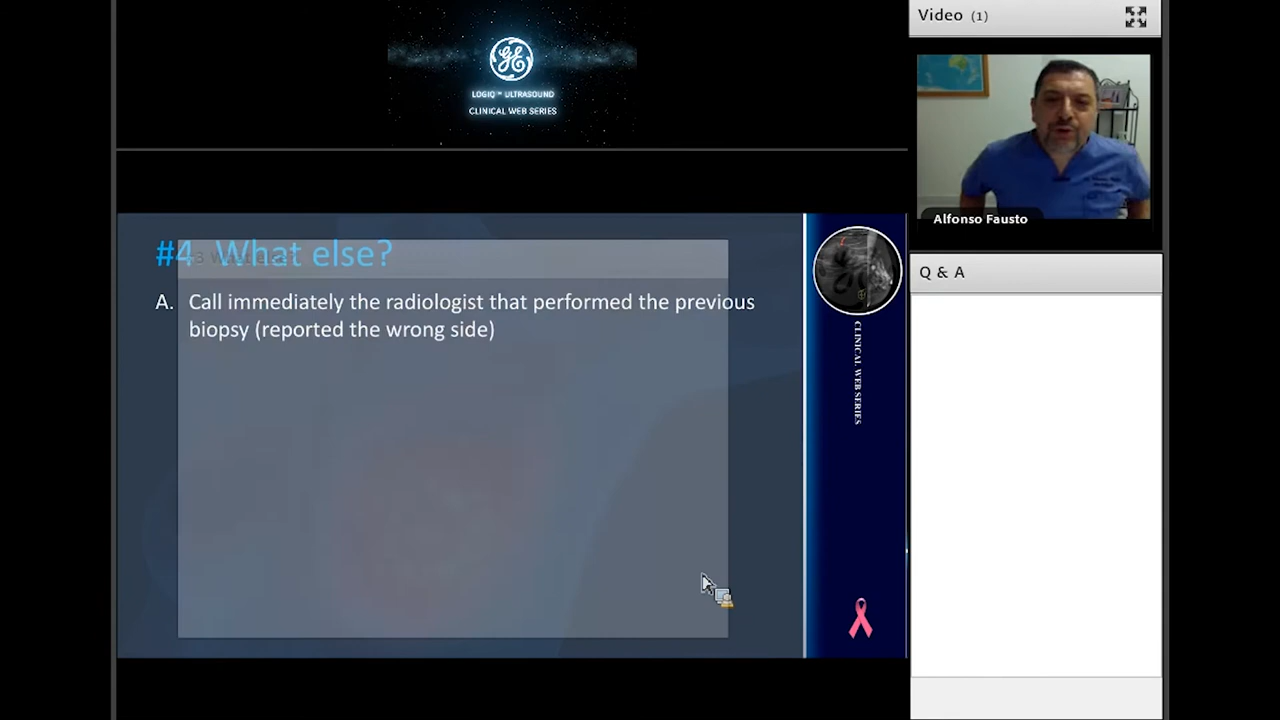 LOGIQ™ ULTRASOUND
CLINICAL WEB SERIES
Video (1)
Alfonso Fausto
Q & A
#4 What else?
A. Call immediately the radiologist that performed the previous
biopsy (reported the wrong side)
CLINICAL WEB SERIES